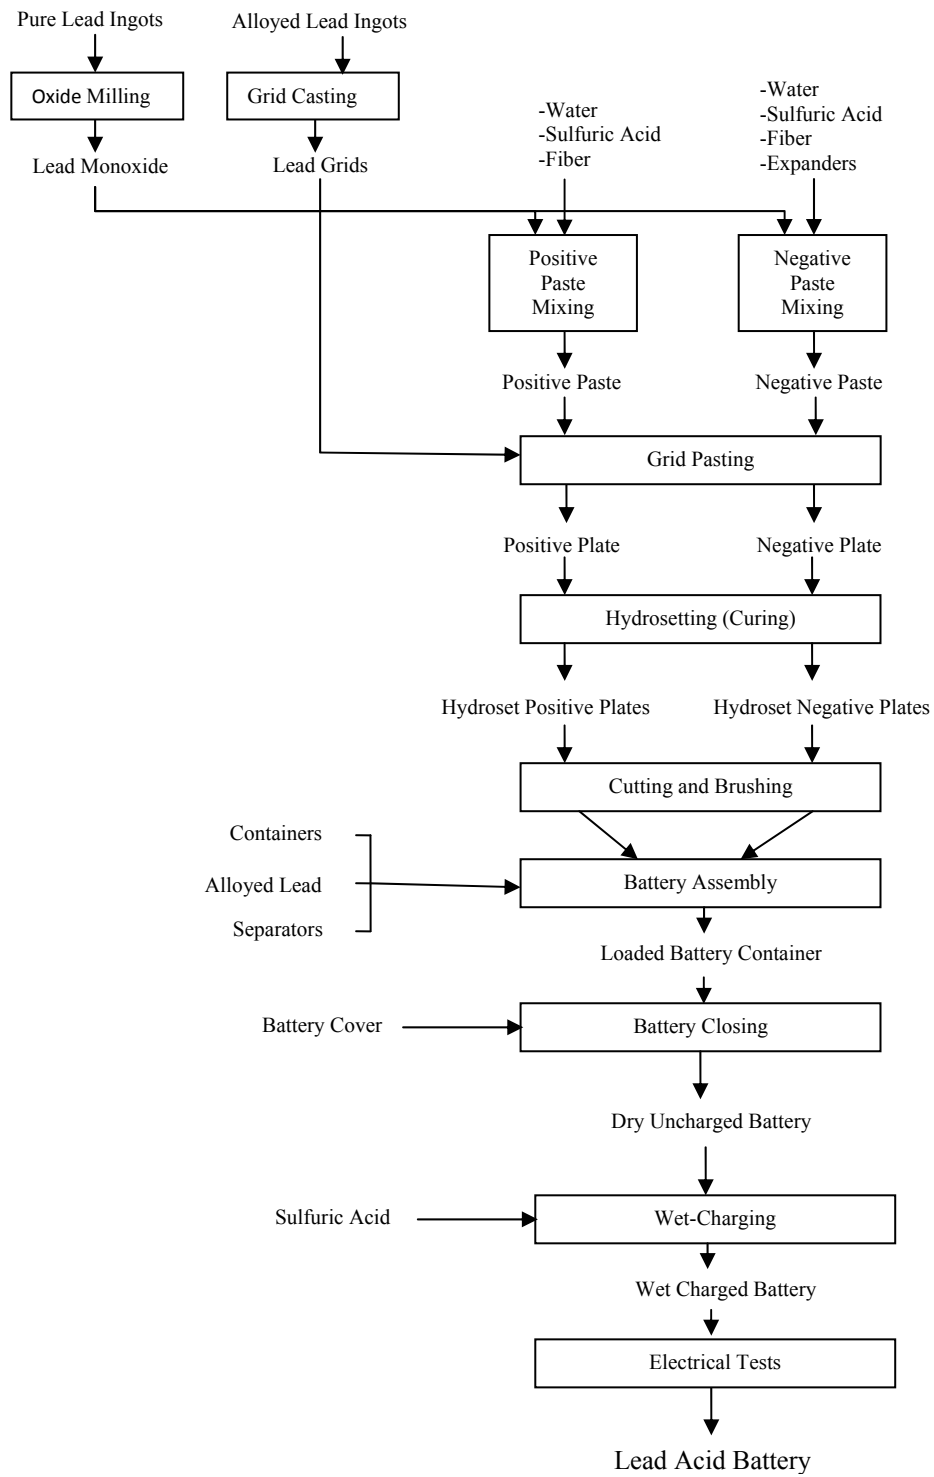 Pure Lead Ingots
Alloyed Lead Ingots
Oxide Milling
Grid Casting
-Water
-Sulfuric Acid
-Fiber
-Water
-Sulfuric Acid
-Fiber
-Expanders
Lead Monoxide
Lead Grids
Positive
Paste
Mixing
Negative
Paste
Mixing
Positive Paste
Negative Paste
Grid Pasting
Positive Plate
Negative Plate
Hydrosetting (Curing)
Hydroset Positive Plates
Hydroset Negative Plates
Cutting and Brushing
Containers
Alloyed Lead
Separators
Battery Assembly
Loaded Battery Container
Battery Cover
Battery Closing
Dry Uncharged Battery
Sulfuric Acid
Wet-Charging
Wet Charged Battery
Electrical Tests
Lead Acid Battery